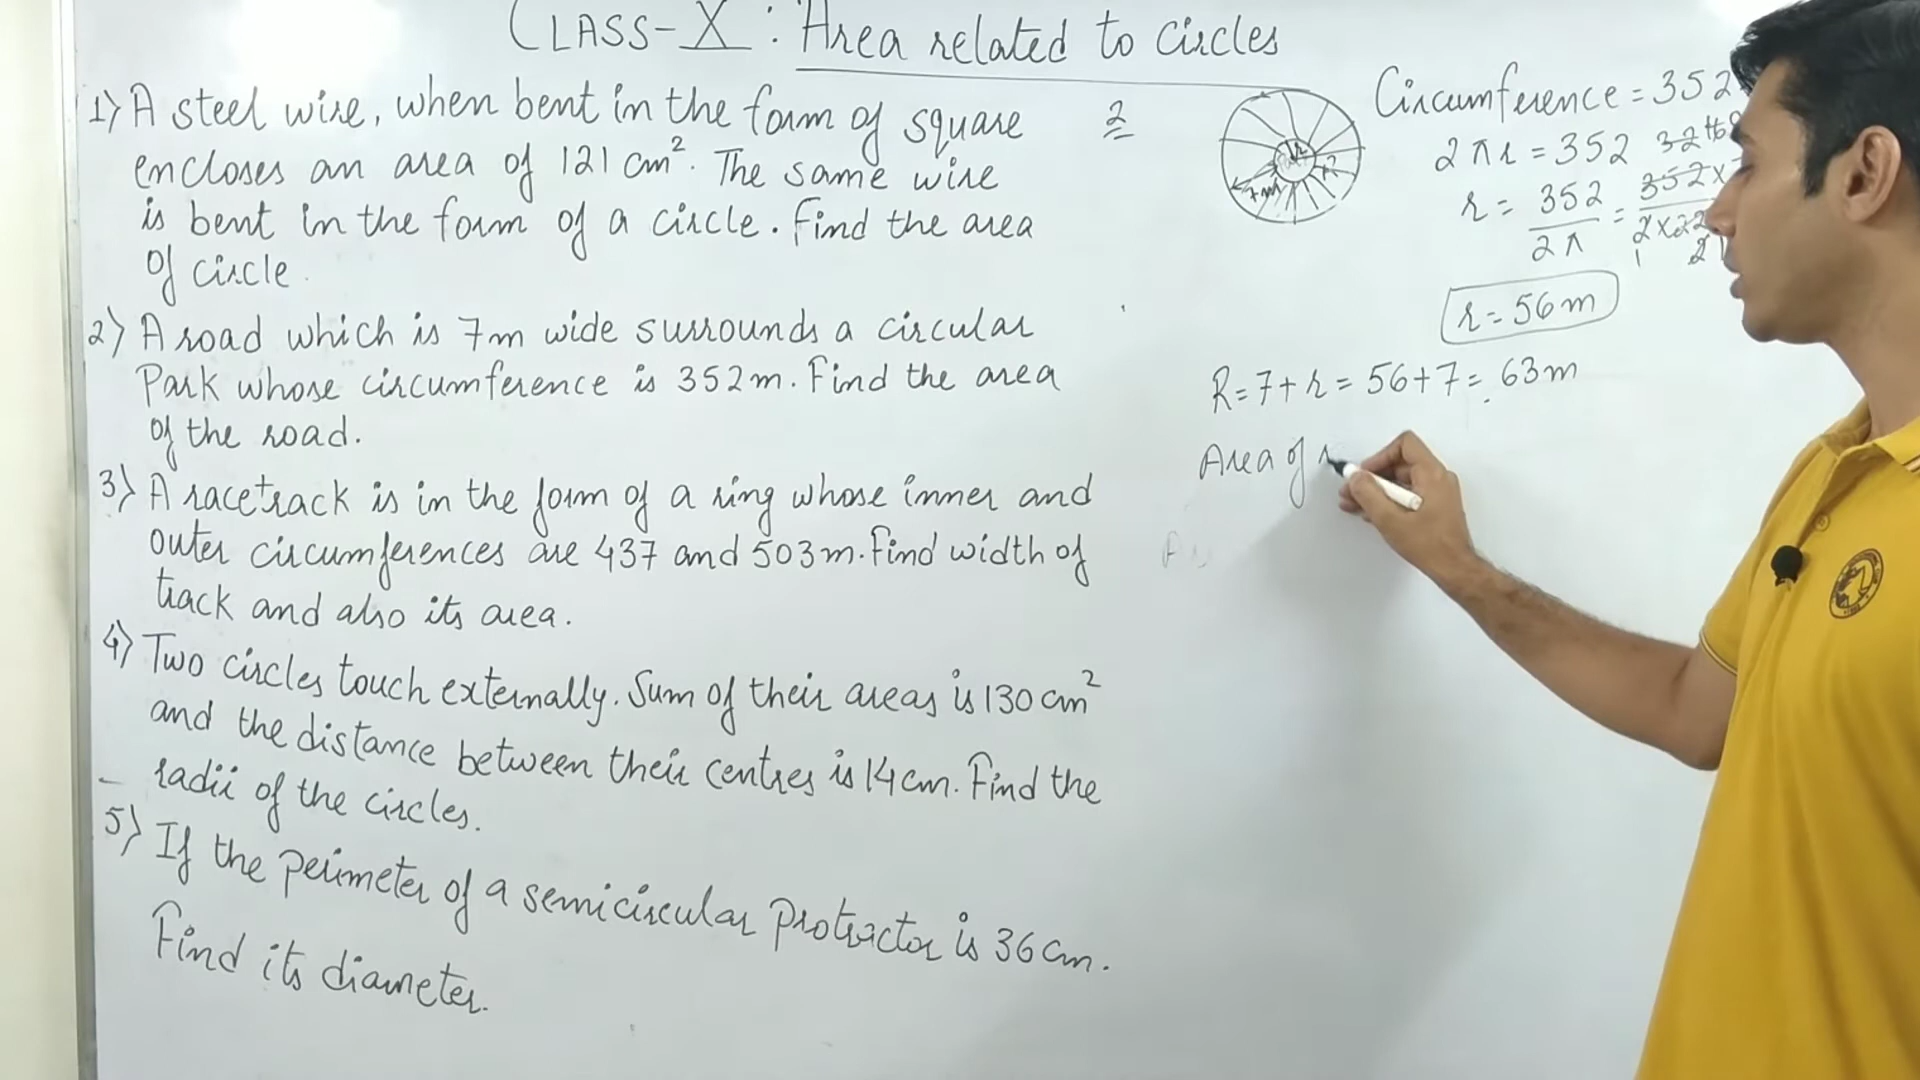 CLASS-X : Area related to circles
1) A steel wire, when bent in the form of square
encloses an area of 121 cm². The same wire
is bent in the form of a circle. Find the area
of circle.
2) A road which is 7m wide surrounds a circular
Park whose circumference is 352m. Find the area
of the road.
3) A racetrack is in the form of a ring whose inner and
outer circumferences are 437 and 503m. Find width of
track and also its area.
4) Two circles touch externally. Sum of their areas is 130 cm²
and the distance between their centres is 14cm. Find the
radii of the circles.
5) If the perimeter of a semicircular Protractor is 36 cm.
Find its diameter.
2
Circumference = 352
2πr = 352
r = 352/2π =
r = 56m
R = 7 + r = 56 + 7 = 63m
Area of